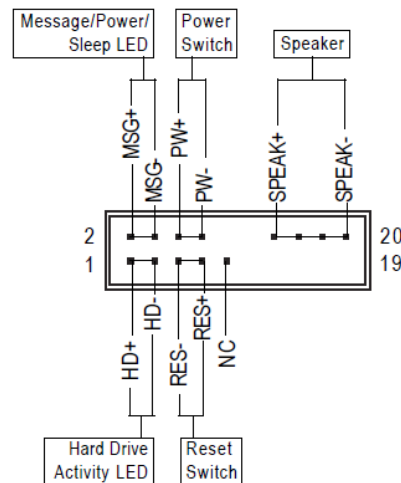 Message/Power/
Sleep LED
Power
Switch
Speaker
MSG+
MSG-
PW+
PW-
SPEAK+
SPEAK-
2
20
1
19
HD+
HD-
RES-
RES+
NC
Hard Drive
Activity LED
Reset
Switch